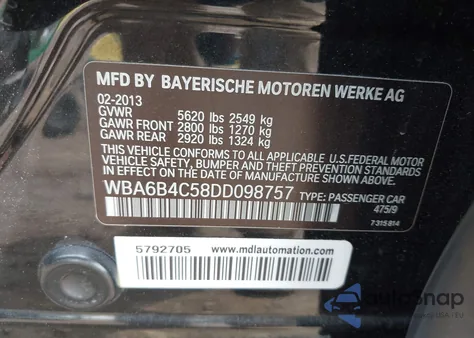 MFD BY BAYERISCHE MOTOREN WERKE AG
02-2013
GVWR 5620 lbs 2549 kg
GAWR FRONT 2800 lbs 1270 kg
GAWR REAR 2920 lbs 1324 kg
THIS VEHICLE CONFORMS TO ALL APPLICABLE U.S.FEDERAL MOTOR
VEHICLE SAFETY, BUMPER AND THEFT PREVENTION STANDARDS
IN EFFECT ON THE DATE OF MANUFACTURE SHOWN ABOVE.
WBA6B4C58DD098757 TYPE: PASSENGER CAR
475/9
7315814
5792705 www.mdlautomation.com
AutoSnap